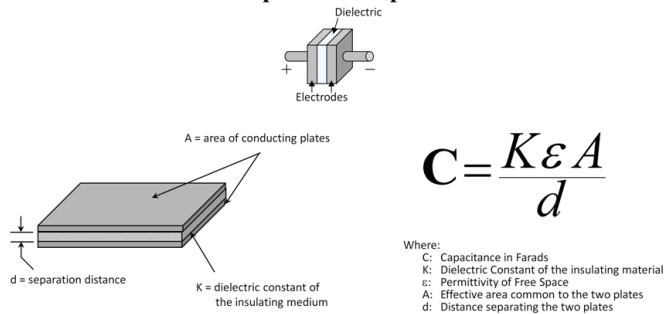 Dielectric
+
−
Electrodes
A = area of conducting plates
C = KεA/d
d = separation distance
K = dielectric constant of
the insulating medium
Where:
C: Capacitance in Farads
K: Dielectric Constant of the insulating material
ε: Permittivity of Free Space
A: Effective area common to the two plates
d: Distance separating the two plates